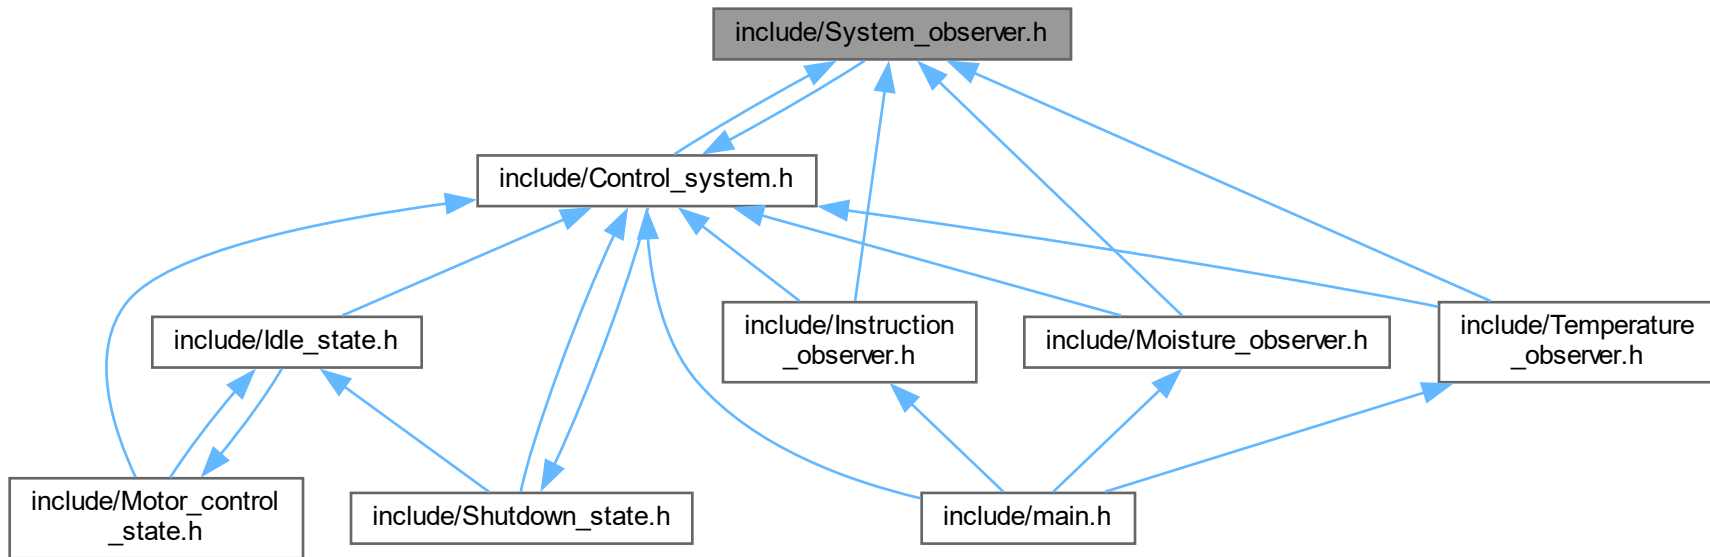 include/System_observer.h
include/Control_system.h
include/Idle_state.h
include/Instruction
_observer.h
include/Moisture_observer.h
include/Temperature
_observer.h
include/Motor_control
_state.h
include/Shutdown_state.h
include/main.h